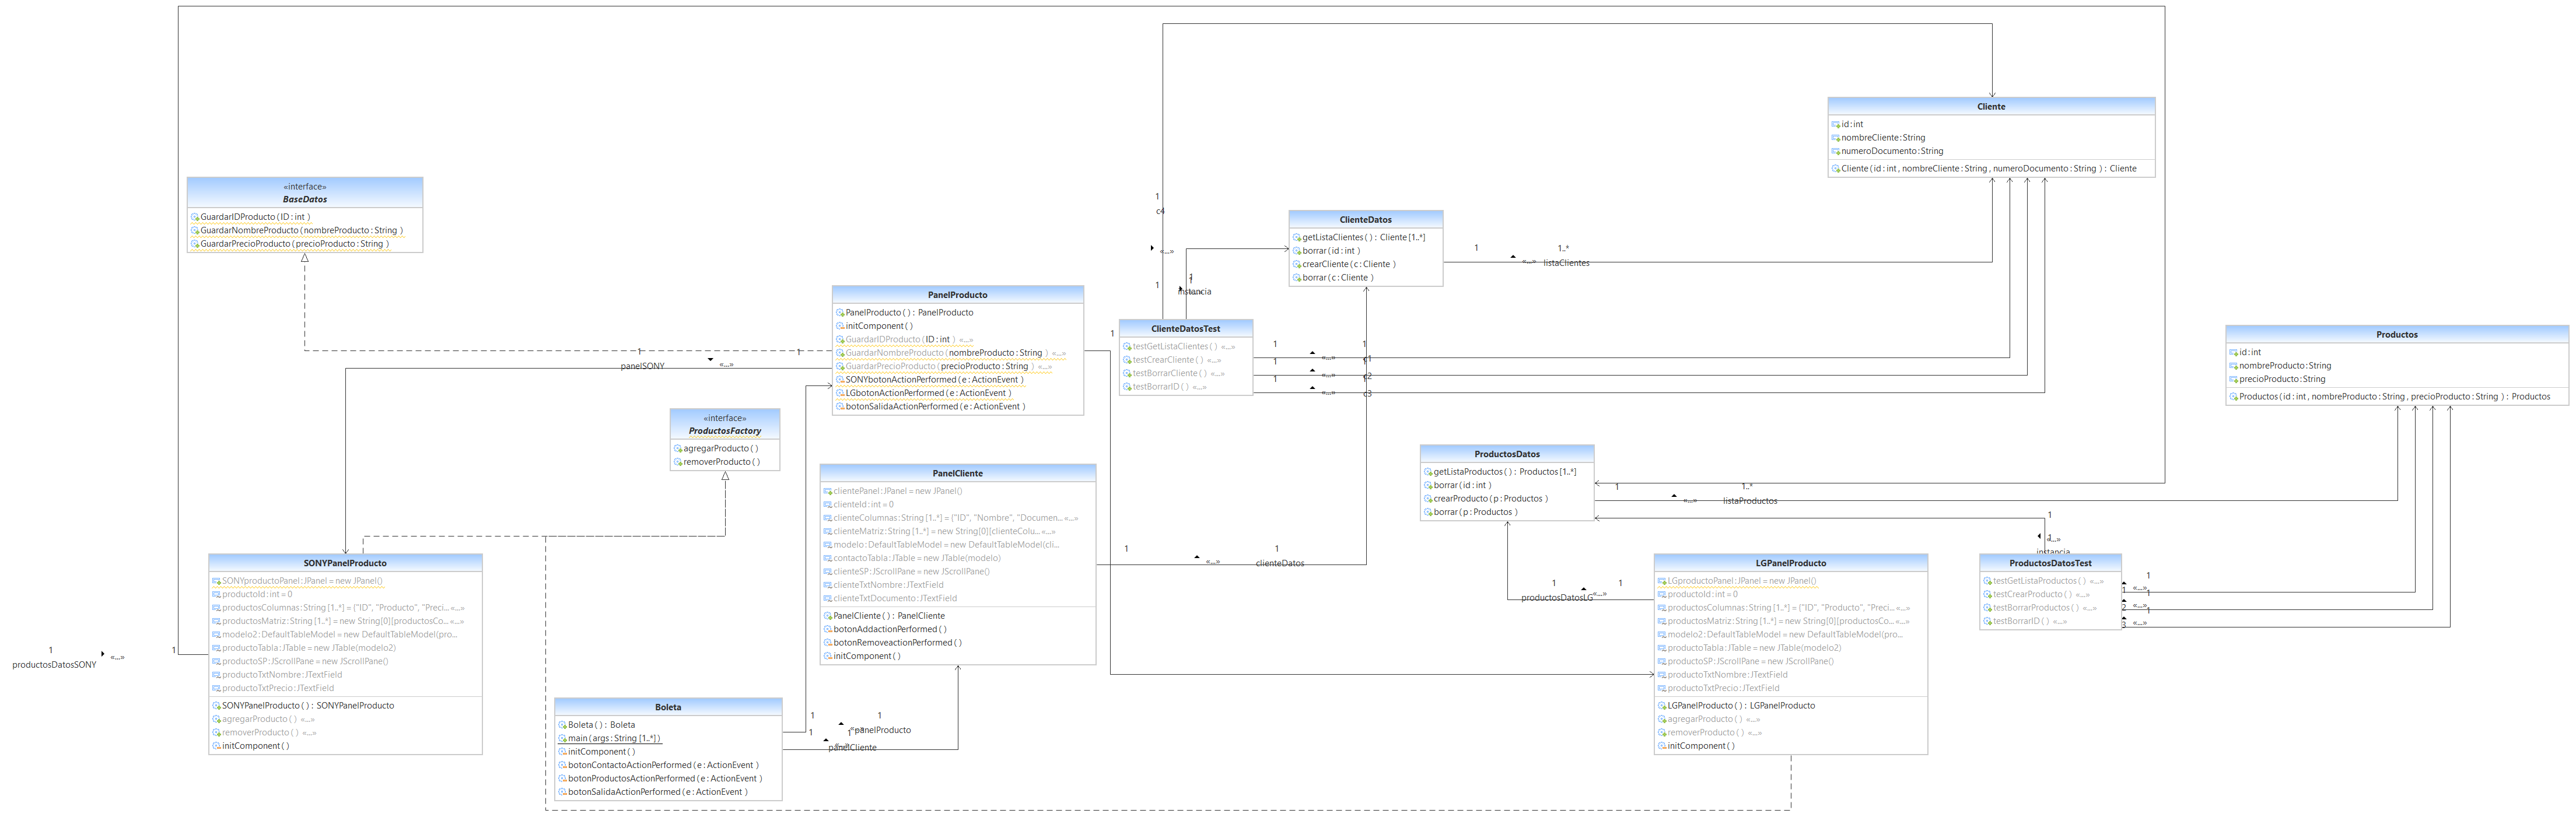 «interface»
BaseDatos
GuardarIDProducto(ID:int)
GuardarNombreProducto(nombreProducto:String)
GuardarPrecioProducto(precioProducto:String)
PanelProducto
PanelProducto(): PanelProducto
initComponent()
GuardarIDProducto(ID:int) «...»
GuardarNombreProducto(nombreProducto:String) «...»
GuardarPrecioProducto(precioProducto:String) «...»
SONYbotonActionPerformed(e:ActionEvent)
LGbotonActionPerformed(e:ActionEvent)
botonSalidaActionPerformed(e:ActionEvent)
1
panelSONY
«...»
1
«interface»
ProductosFactory
agregarProducto()
removerProducto()
SONYPanelProducto
SONYproductoPanel:JPanel = new JPanel()
productoId:int = 0
productosColumnas:String [1..*] = {"ID", "Producto", "Preci... «...»
productosMatriz:String [1..*] = new String[0][productosCo... «...»
modelo2:DefaultTableModel = new DefaultTableModel(pro...
productoTabla:JTable = new JTable(modelo2)
productoSP:JScrollPane = new JScrollPane()
productoTxtNombre:JTextField
productoTxtPrecio:JTextField
SONYPanelProducto(): SONYPanelProducto
agregarProducto() «...»
removerProducto() «...»
initComponent()
1
productosDatosSONY
«...»
1
PanelCliente
clientePanel:JPanel = new JPanel()
clienteId:int = 0
clienteColumnas:String [1..*] = {"ID", "Nombre", "Documen... «...»
clienteMatriz:String [1..*] = new String[0][clienteColu... «...»
modelo:DefaultTableModel = new DefaultTableModel(cli...
contactoTabla:JTable = new JTable(modelo)
clienteSP:JScrollPane = new JScrollPane()
clienteTxtNombre:JTextField
clienteTxtDocumento:JTextField
PanelCliente(): PanelCliente
botonAddactionPerformed()
botonRemoveactionPerformed()
initComponent()
1
«...»
1
clienteDatos
Boleta
Boleta(): Boleta
main(args:String [1..*])
initComponent()
botonContactoActionPerformed(e:ActionEvent)
botonProductosActionPerformed(e:ActionEvent)
botonSalidaActionPerformed(e:ActionEvent)
1
1
panelProducto
1
panelCliente
1
1
c4
«...»
1
1
instancia
ClienteDatosTest
testGetListaClientes() «...»
testCrearCliente() «...»
testBorrarCliente() «...»
testBorrarID() «...»
1
«...»
1
c1
1
«...»
c2
1
«...»
c3
ClienteDatos
getListaClientes(): Cliente [1..*]
borrar(id:int)
crearCliente(c:Cliente)
borrar(c:Cliente)
1
«...»
1..*
listaClientes
Cliente
id:int
nombreCliente:String
numeroDocumento:String
Cliente(id:int, nombreCliente:String, numeroDocumento:String): Cliente
Productos
id:int
nombreProducto:String
precioProducto:String
Productos(id:int, nombreProducto:String, precioProducto:String): Productos
ProductosDatos
getListaProductos(): Productos [1..*]
borrar(id:int)
crearProducto(p:Productos)
borrar(p:Productos)
1
«...»
1..*
listaProductos
1
productosDatosLG
«...»
1
LGPanelProducto
LGproductoPanel:JPanel = new JPanel()
productoId:int = 0
productosColumnas:String [1..*] = {"ID", "Producto", "Preci... «...»
productosMatriz:String [1..*] = new String[0][productosCo... «...»
modelo2:DefaultTableModel = new DefaultTableModel(pro...
productoTabla:JTable = new JTable(modelo2)
productoSP:JScrollPane = new JScrollPane()
productoTxtNombre:JTextField
productoTxtPrecio:JTextField
LGPanelProducto(): LGPanelProducto
agregarProducto() «...»
removerProducto() «...»
initComponent()
1
«...»
instancia
ProductosDatosTest
testGetListaProductos() «...»
testCrearProducto() «...»
testBorrarProductos() «...»
testBorrarID() «...»
1
«...»
1
1
«...»
2
1
«...»
3